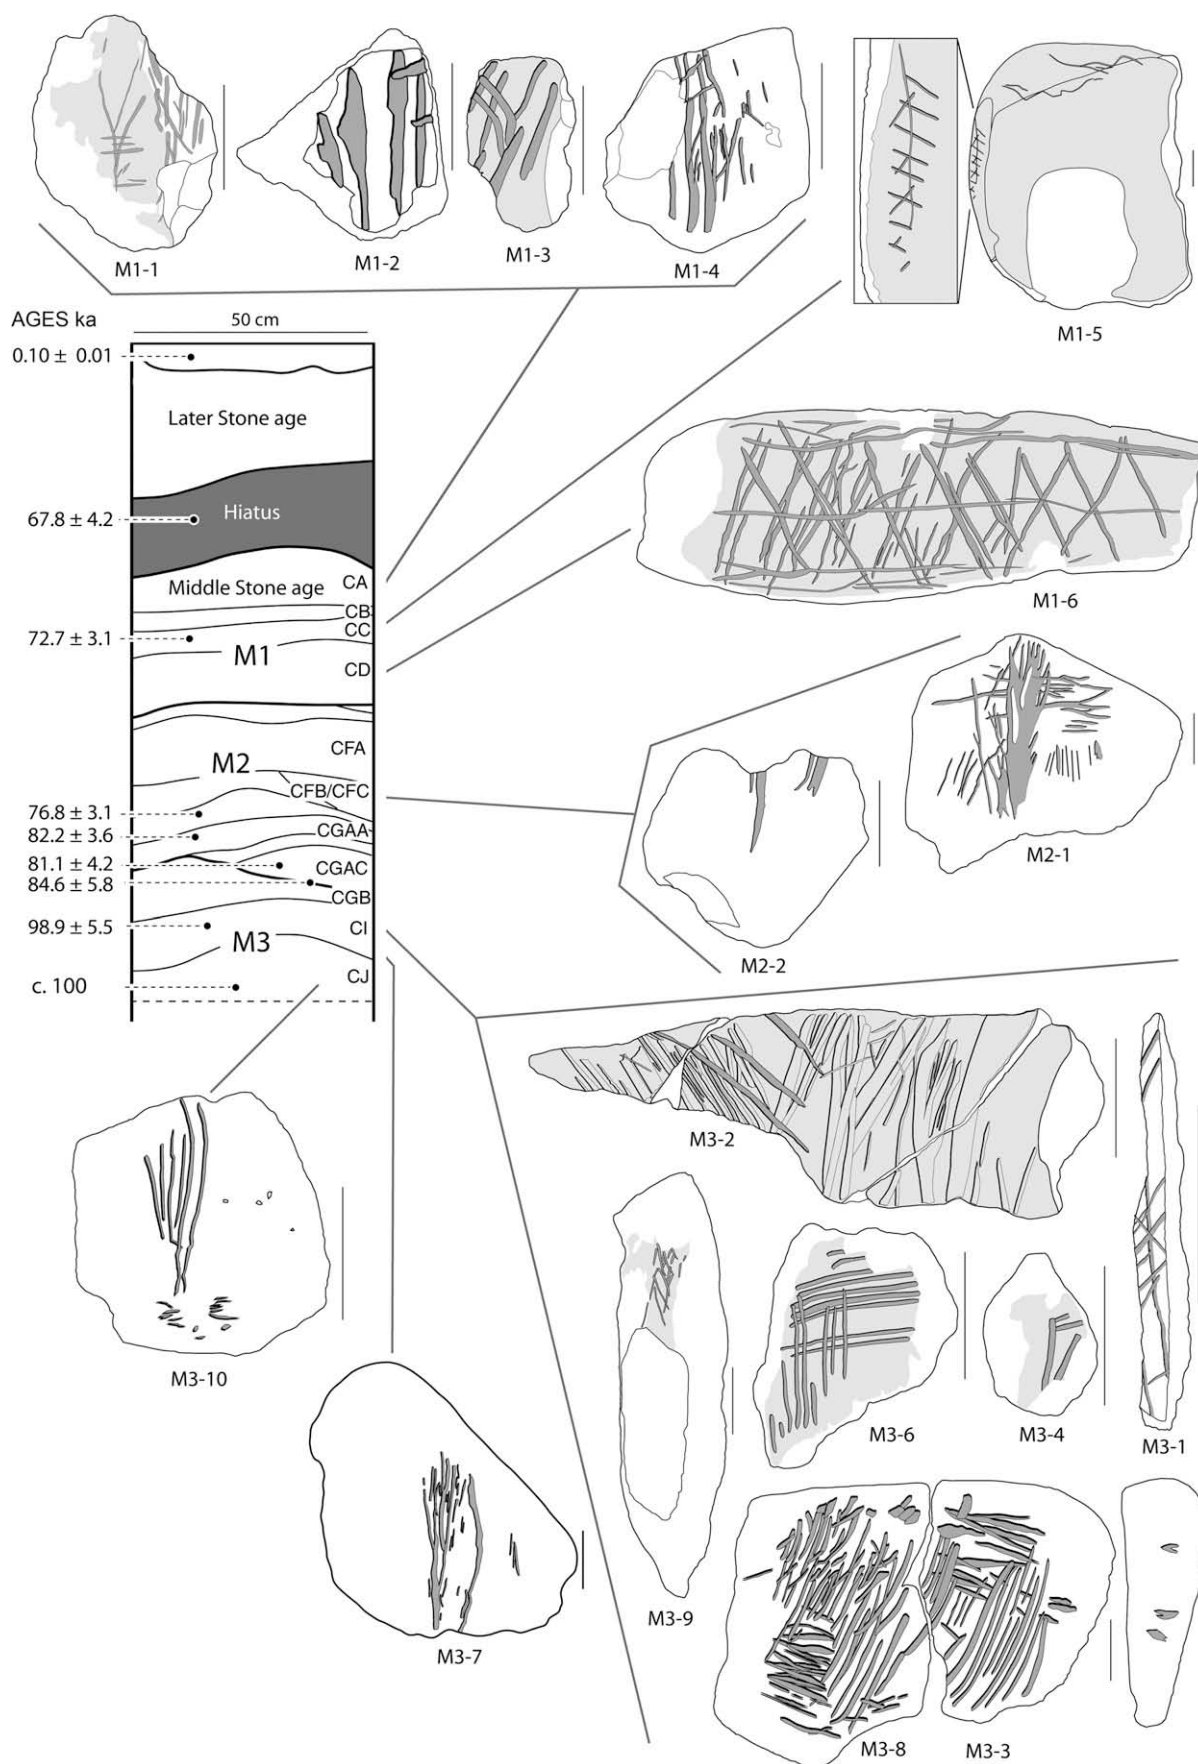 M1-1
M1-2
M1-3
M1-4
M1-5
AGES ka
50 cm
0.10 ± 0.01
Later Stone age
67.8 ± 4.2
Hiatus
Middle Stone age
CA
CB
CC
72.7 ± 3.1
M1
CD
M1-6
CFA
M2
CFB/CFC
76.8 ± 3.1
82.2 ± 3.6
CGAA
81.1 ± 4.2
CGAC
84.6 ± 5.8
CGB
98.9 ± 5.5
CI
M3
c. 100
CJ
M2-1
M2-2
M3-2
M3-10
M3-6
M3-4
M3-1
M3-9
M3-7
M3-8
M3-3